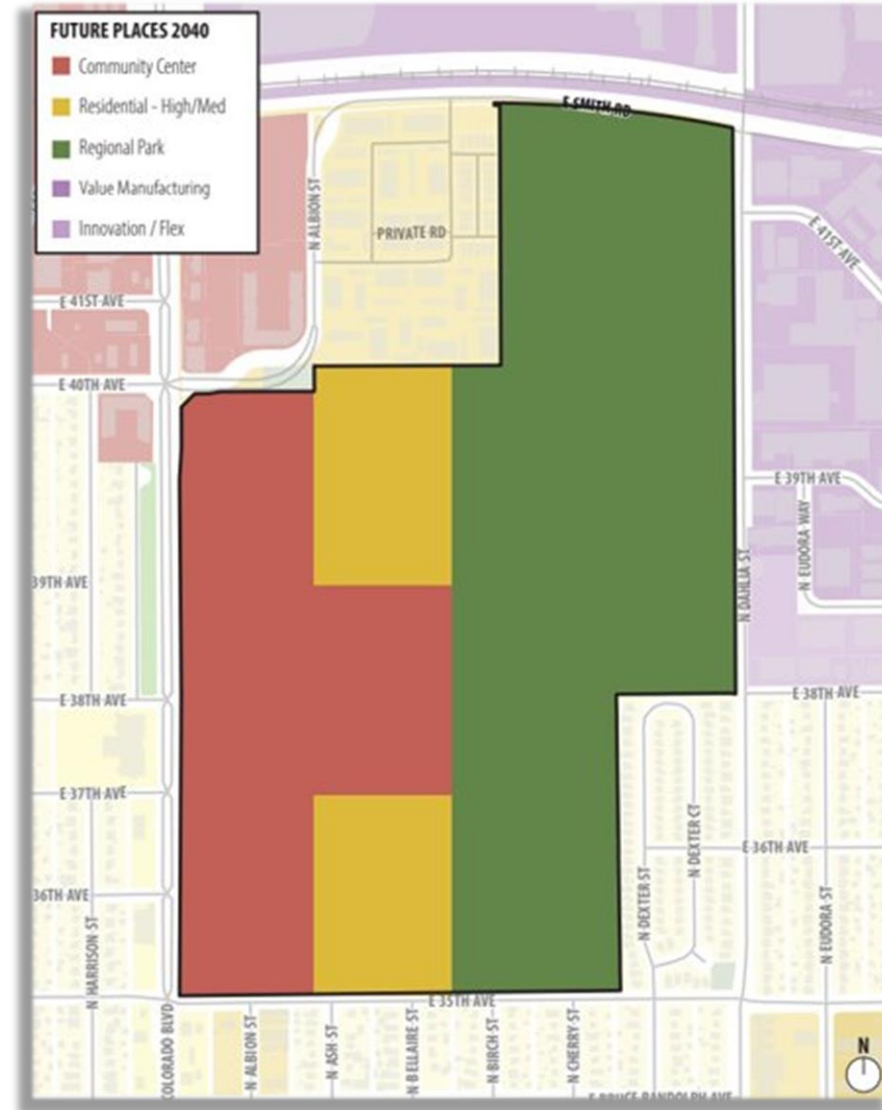 FUTURE PLACES 2040
Community Center
Residential - High/Med
Regional Park
Value Manufacturing
Innovation / Flex
E SMITH RD
N ALBION ST
PRIVATE RD
E 41ST AVE
E 41ST AVE
E 40TH AVE
E 39TH AVE
N EUDORA WAY
39TH AVE
N DAHLIA ST
E 38TH AVE
E 38TH AVE
E 37TH AVE
N DEXTER CT
E 36TH AVE
36TH AVE
N DEXTER ST
N EUDORA ST
N HARRISON ST
E 35TH AVE
COLORADO BLVD
N ALBION ST
N ASH ST
N BELLAIRE ST
N BIRCH ST
N CHERRY ST
N
E BRUCE RANDOLPH AVE